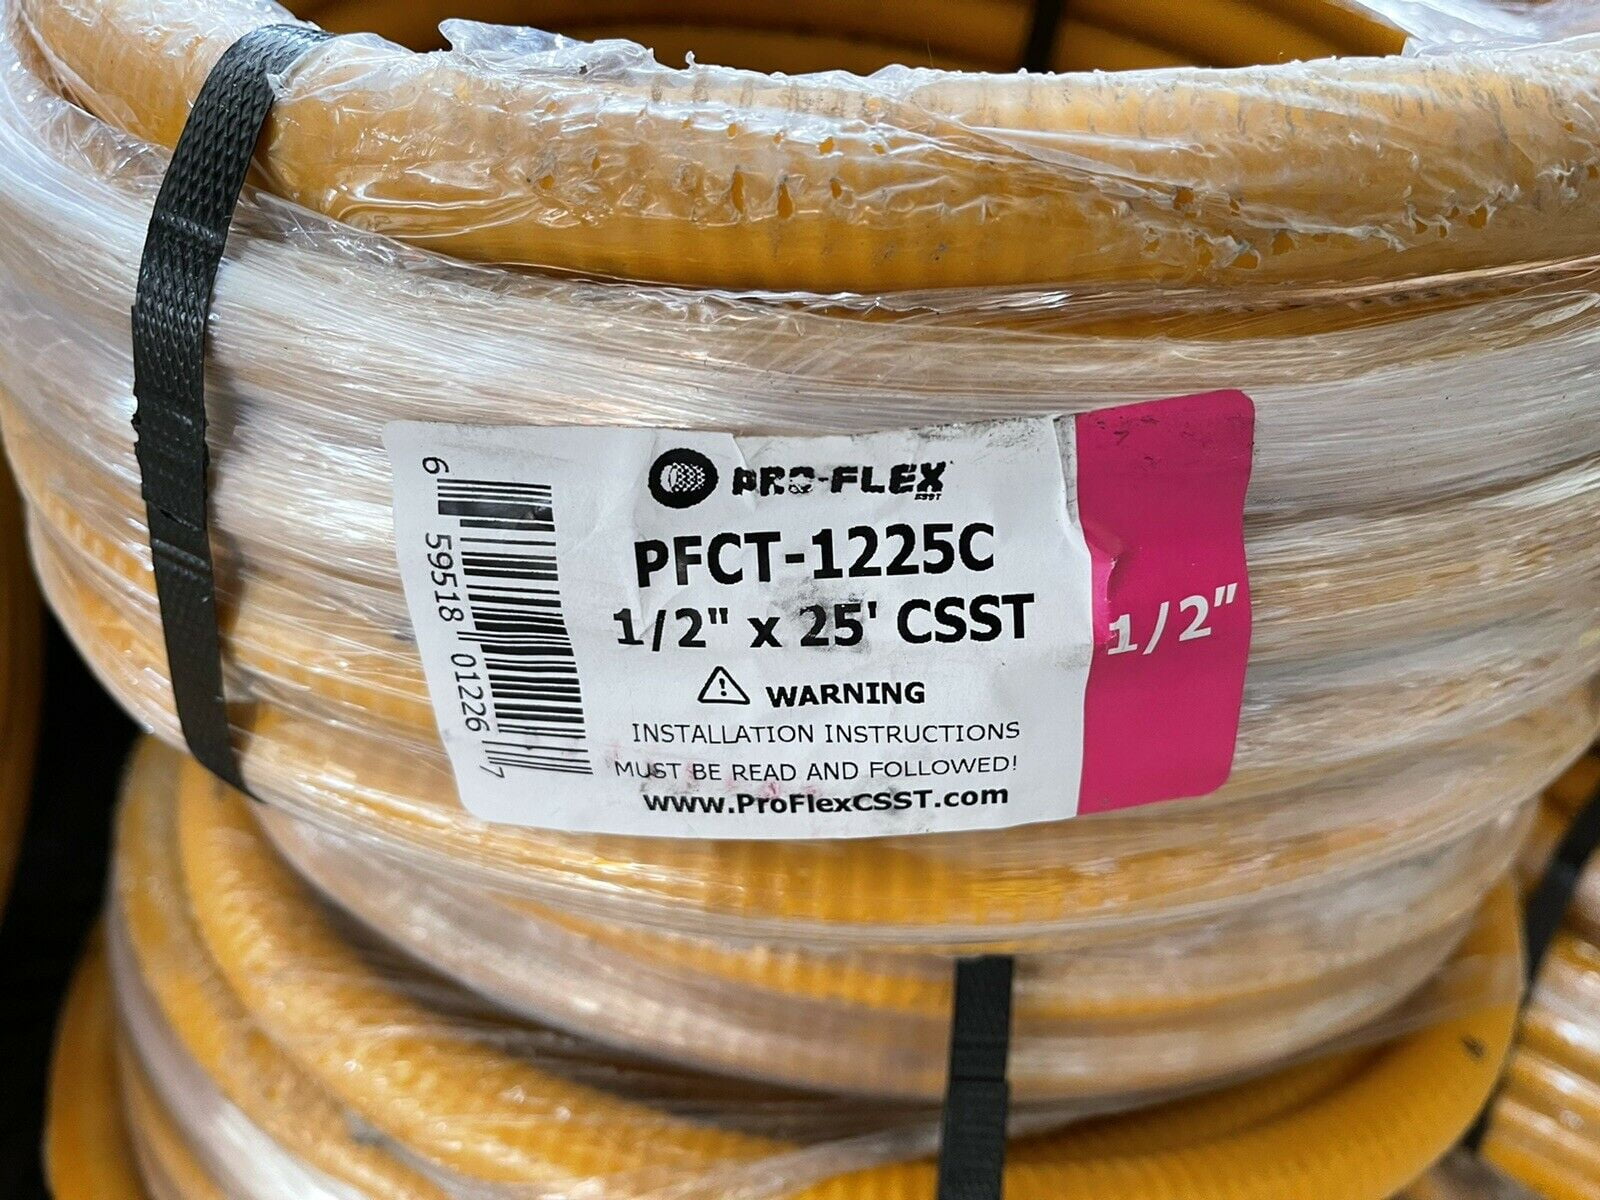 PRO-FLEX
CSST
PFCT-1225C
1/2" x 25' CSST
WARNING
INSTALLATION INSTRUCTIONS
MUST BE READ AND FOLLOWED!
www.ProFlexCSST.com
6 59518 01226 7
1/2"